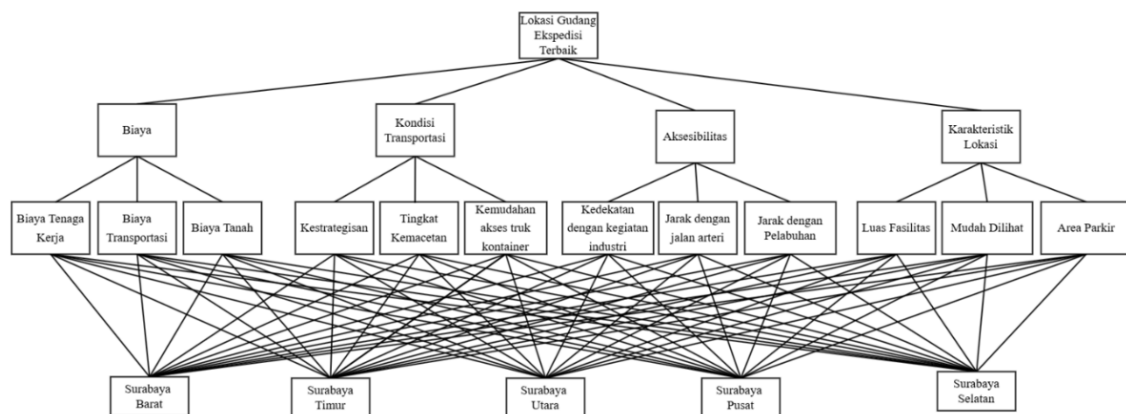 Lokasi Gudang
Ekspedisi
Terbaik
Biaya
Kondisi
Transportasi
Aksesibilitas
Karakteristik
Lokasi
Biaya Tenaga
Kerja
Biaya
Transportasi
Biaya Tanah
Kestrategisan
Tingkat
Kemacetan
Kemudahan
akses truk
kontainer
Kedekatan
dengan kegiatan
industri
Jarak dengan
jalan arteri
Jarak dengan
Pelabuhan
Luas Fasilitas
Mudah Dilihat
Area Parkir
Surabaya
Barat
Surabaya
Timur
Surabaya
Utara
Surabaya
Pusat
Surabaya
Selatan